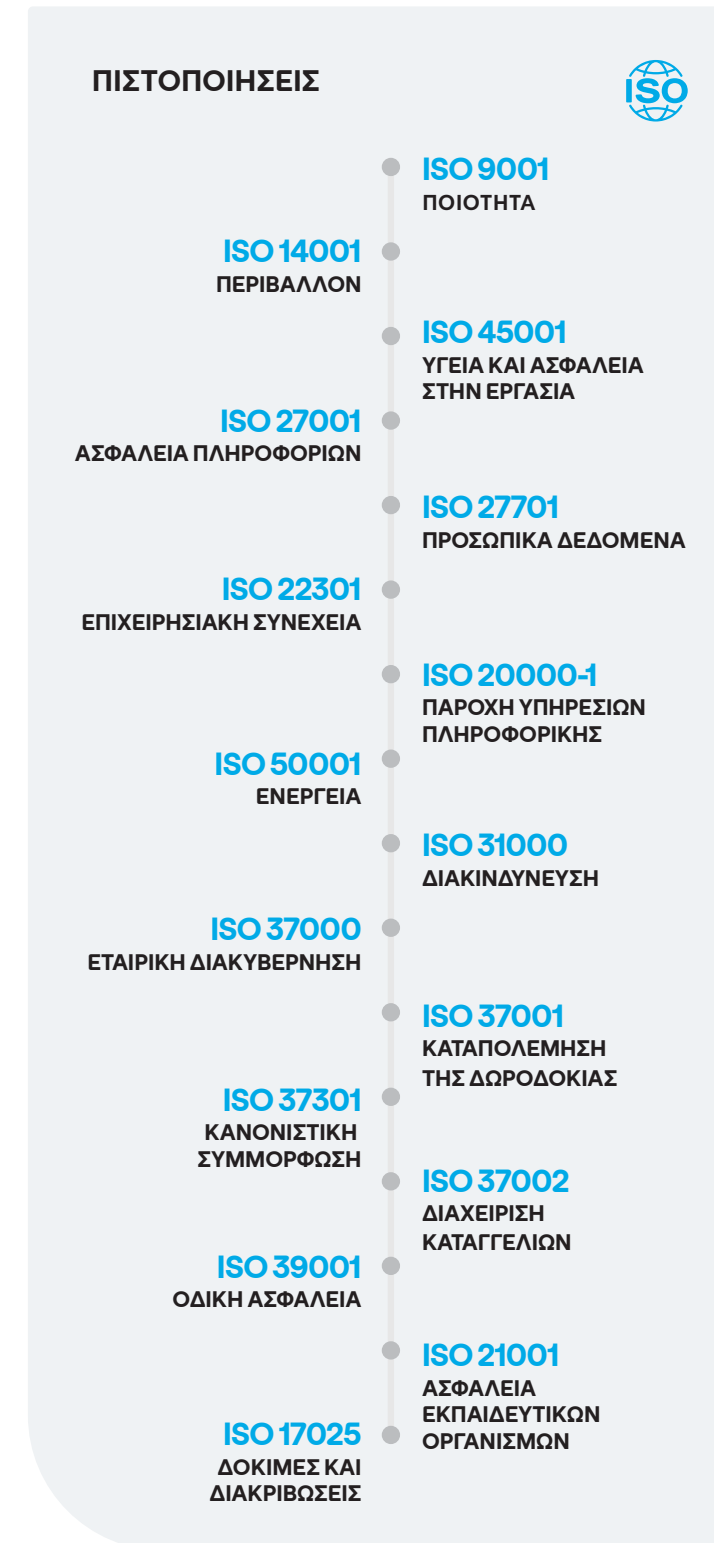 ΠΙΣΤΟΠΟΙΗΣΕΙΣ
ISO
ISO 9001
ΠΟΙΟΤΗΤΑ
ISO 14001
ΠΕΡΙΒΑΛΛΟΝ
ISO 45001
ΥΓΕΙΑ ΚΑΙ ΑΣΦΑΛΕΙΑ
ΣΤΗΝ ΕΡΓΑΣΙΑ
ISO 27001
ΑΣΦΑΛΕΙΑ ΠΛΗΡΟΦΟΡΙΩΝ
ISO 27701
ΠΡΟΣΩΠΙΚΑ ΔΕΔΟΜΕΝΑ
ISO 22301
ΕΠΙΧΕΙΡΗΣΙΑΚΗ ΣΥΝΕΧΕΙΑ
ISO 20000-1
ΠΑΡΟΧΗ ΥΠΗΡΕΣΙΩΝ
ΠΛΗΡΟΦΟΡΙΚΗΣ
ISO 50001
ΕΝΕΡΓΕΙΑ
ISO 31000
ΔΙΑΚΙΝΔΥΝΕΥΣΗ
ISO 37000
ΕΤΑΙΡΙΚΗ ΔΙΑΚΥΒΕΡΝΗΣΗ
ISO 37001
ΚΑΤΑΠΟΛΕΜΗΣΗ
ΤΗΣ ΔΩΡΟΔΟΚΙΑΣ
ISO 37301
ΚΑΝΟΝΙΣΤΙΚΗ
ΣΥΜΜΟΡΦΩΣΗ
ISO 37002
ΔΙΑΧΕΙΡΙΣΗ
ΚΑΤΑΓΓΕΛΙΩΝ
ISO 39001
ΟΔΙΚΗ ΑΣΦΑΛΕΙΑ
ISO 21001
ΑΣΦΑΛΕΙΑ
ΕΚΠΑΙΔΕΥΤΙΚΩΝ
ΟΡΓΑΝΙΣΜΩΝ
ISO 17025
ΔΟΚΙΜΕΣ ΚΑΙ
ΔΙΑΚΡΙΒΩΣΕΙΣ